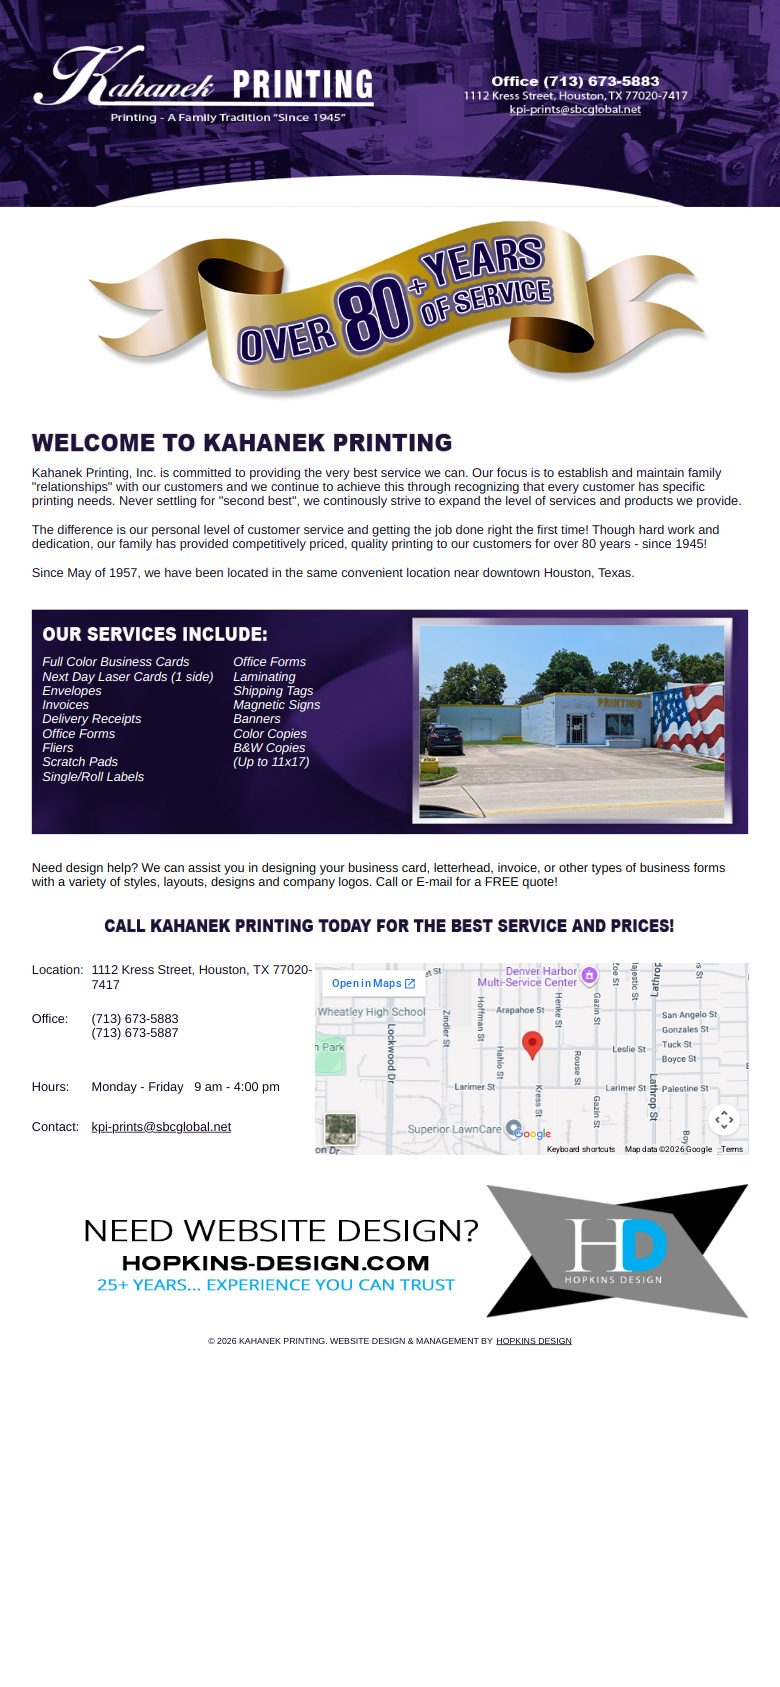 Kahanek PRINTING
Printing - A Family Tradition "Since 1945"
Office (713) 673-5883
1112 Kress Street, Houston, TX 77020-7417
kpi-prints@sbcglobal.net
OVER 80+ YEARS
OF SERVICE
WELCOME TO KAHANEK PRINTING
Kahanek Printing, Inc. is committed to providing the very best service we can. Our focus is to establish and maintain family
"relationships" with our customers and we continue to achieve this through recognizing that every customer has specific
printing needs. Never settling for "second best", we continously strive to expand the level of services and products we provide.
The difference is our personal level of customer service and getting the job done right the first time! Though hard work and
dedication, our family has provided competitively priced, quality printing to our customers for over 80 years - since 1945!
Since May of 1957, we have been located in the same convenient location near downtown Houston, Texas.
OUR SERVICES INCLUDE:
Full Color Business Cards
Next Day Laser Cards (1 side)
Envelopes
Invoices
Delivery Receipts
Office Forms
Fliers
Scratch Pads
Single/Roll Labels
Office Forms
Laminating
Shipping Tags
Magnetic Signs
Banners
Color Copies
B&W Copies
(Up to 11x17)
PRINTING
Need design help? We can assist you in designing your business card, letterhead, invoice, or other types of business forms
with a variety of styles, layouts, designs and company logos. Call or E-mail for a FREE quote!
CALL KAHANEK PRINTING TODAY FOR THE BEST SERVICE AND PRICES!
Location: 1112 Kress Street, Houston, TX 77020-
7417
Office: (713) 673-5883
(713) 673-5887
Hours: Monday - Friday 9 am - 4:00 pm
Contact: kpi-prints@sbcglobal.net
Open in Maps
Denver Harbor
Multi-Service Center
Wheatley High School
Arapahoe St
San Angelo St
Gonzales St
Tuck St
Boyce St
Leslie St
Larimer St
Larimer St
Palestine St
Lockwood Dr
Zindler St
Hoffman St
Hahlo St
Henke St
Kress St
Rouse St
Gazin St
Gazin St
Lathrop St
Superior LawnCare
Google
Keyboard shortcuts Map data ©2026 Google Terms
NEED WEBSITE DESIGN?
HOPKINS-DESIGN.COM
25+ YEARS... EXPERIENCE YOU CAN TRUST
HD
HOPKINS DESIGN
© 2026 KAHANEK PRINTING. WEBSITE DESIGN & MANAGEMENT BY HOPKINS DESIGN